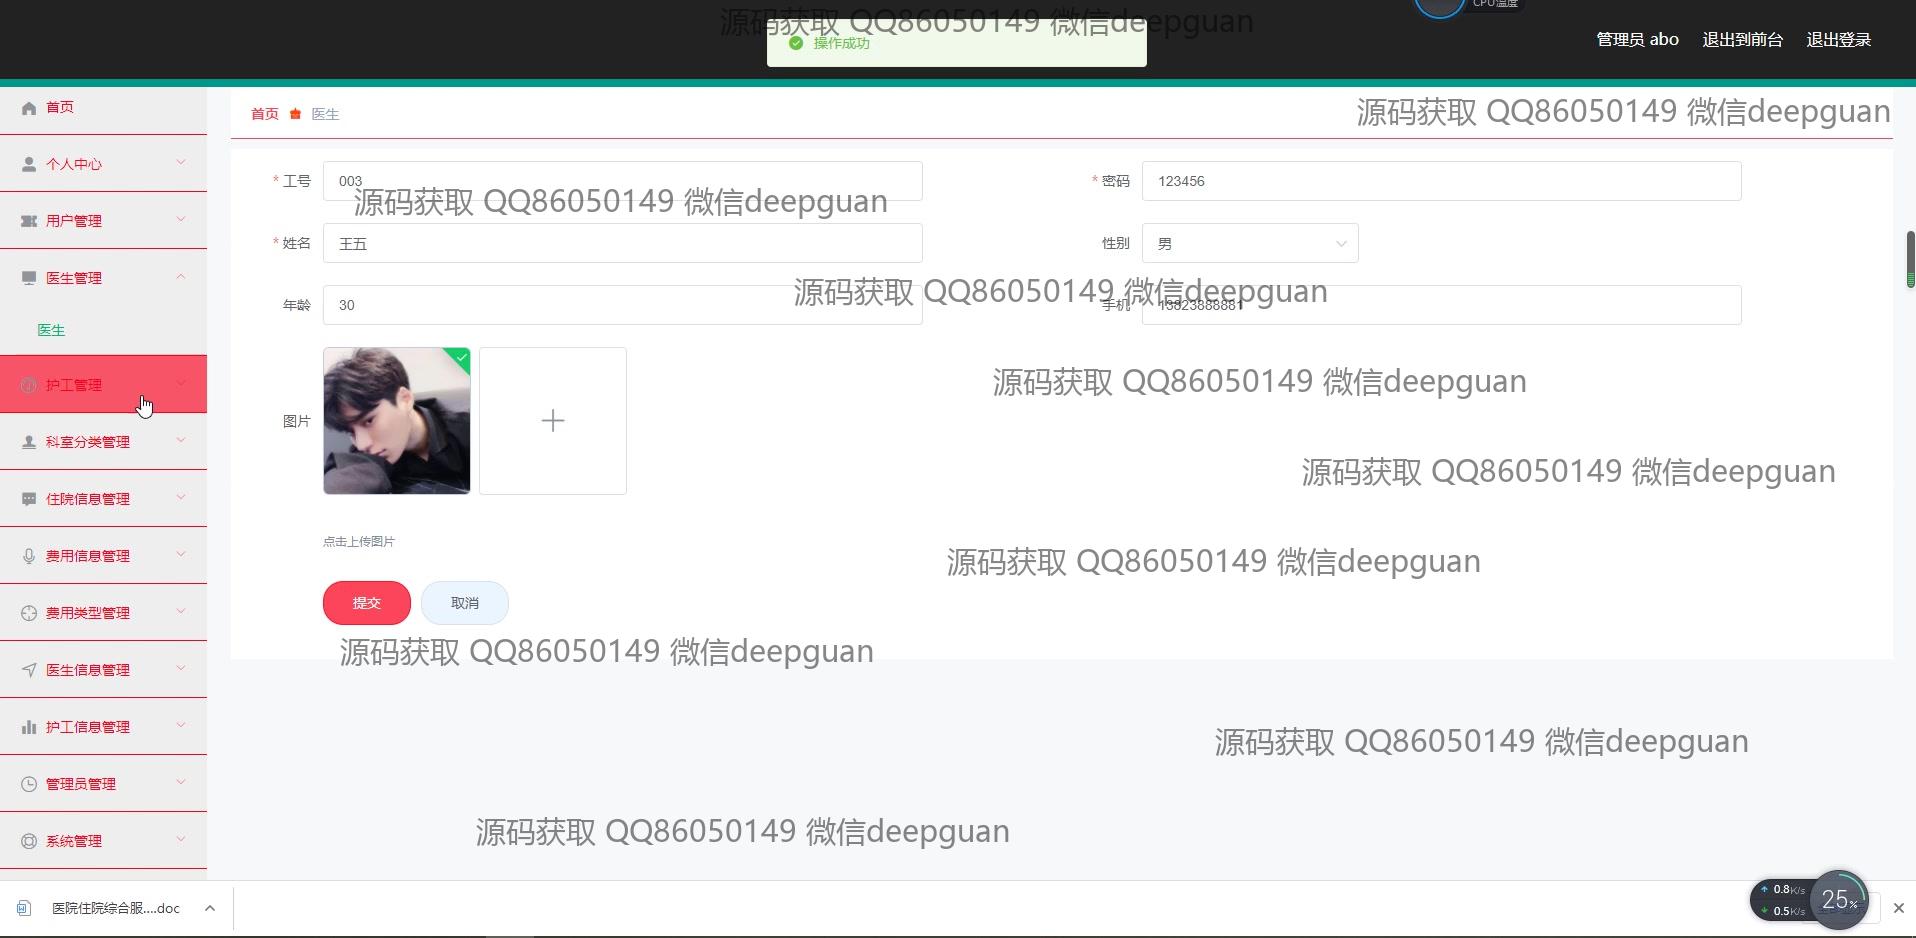 CPU温度
源码获取 QQ86050149 微信deepguan
操作成功
管理员 abo 退出到前台 退出登录
首页
个人中心
用户管理
医生管理
医生
护工管理
科室分类管理
住院信息管理
费用信息管理
费用类型管理
医生信息管理
护工信息管理
管理员管理
系统管理
首页 医生
源码获取 QQ86050149 微信deepguan
* 工号 003
* 密码 123456
源码获取 QQ86050149 微信deepguan
* 姓名 王五
性别 男
源码获取 QQ86050149 微信deepguan
年龄 30
手机 13823888881
源码获取 QQ86050149 微信deepguan
图片
源码获取 QQ86050149 微信deepguan
点击上传图片
源码获取 QQ86050149 微信deepguan
提交 取消
源码获取 QQ86050149 微信deepguan
源码获取 QQ86050149 微信deepguan
源码获取 QQ86050149 微信deepguan
医院住院综合服....doc
0.8K/s
0.5K/s
25%